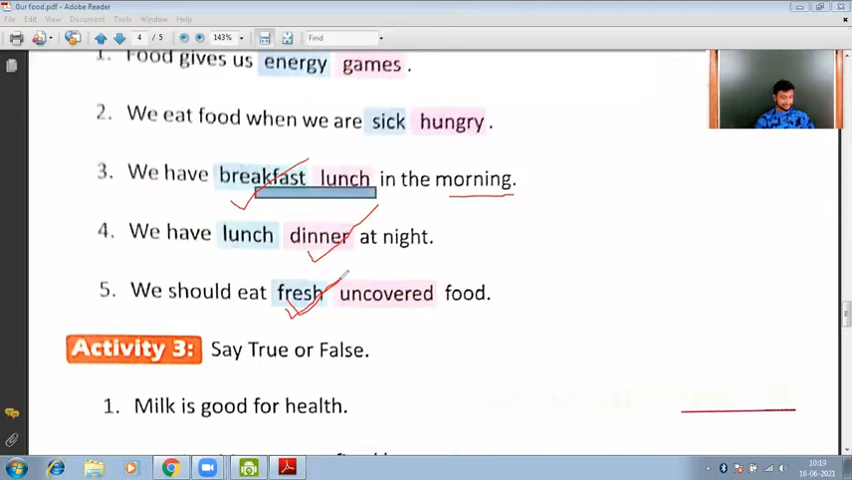 Our food.pdf - Adobe Reader
File Edit View Document Tools Window Help
4 / 5 143% Find
1. Food gives us energy games .
2. We eat food when we are sick hungry .
3. We have breakfast lunch in the morning.
4. We have lunch dinner at night.
5. We should eat fresh uncovered food.
Activity 3: Say True or False.
1. Milk is good for health.
10:19
16-06-2021